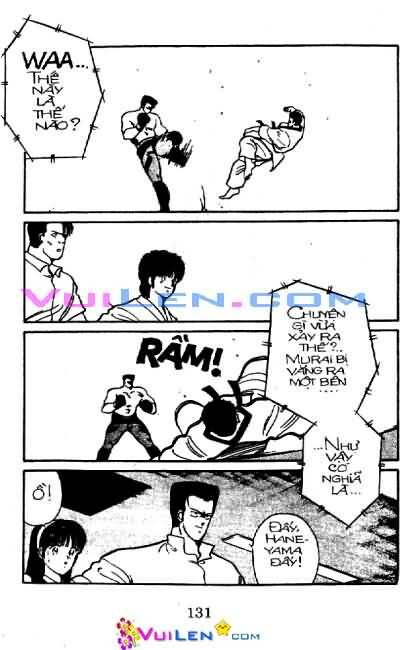 WAA...
THẾ
NÀY
LÀ
THẾ
NÀO?
VUILEN.COM
CHUYỆN
GÌ VỪA
XẢY RA
THẾ?..
MURAI BỊ
VĂNG RA
MỘT BÊN
....
RẦM!
...NHƯ
VẬY
CÓ
NGHĨA
LÀ...
Ồ!
ĐÂY,
HANE-
YAMA
ĐÂY!
131
VUILEN
.COM